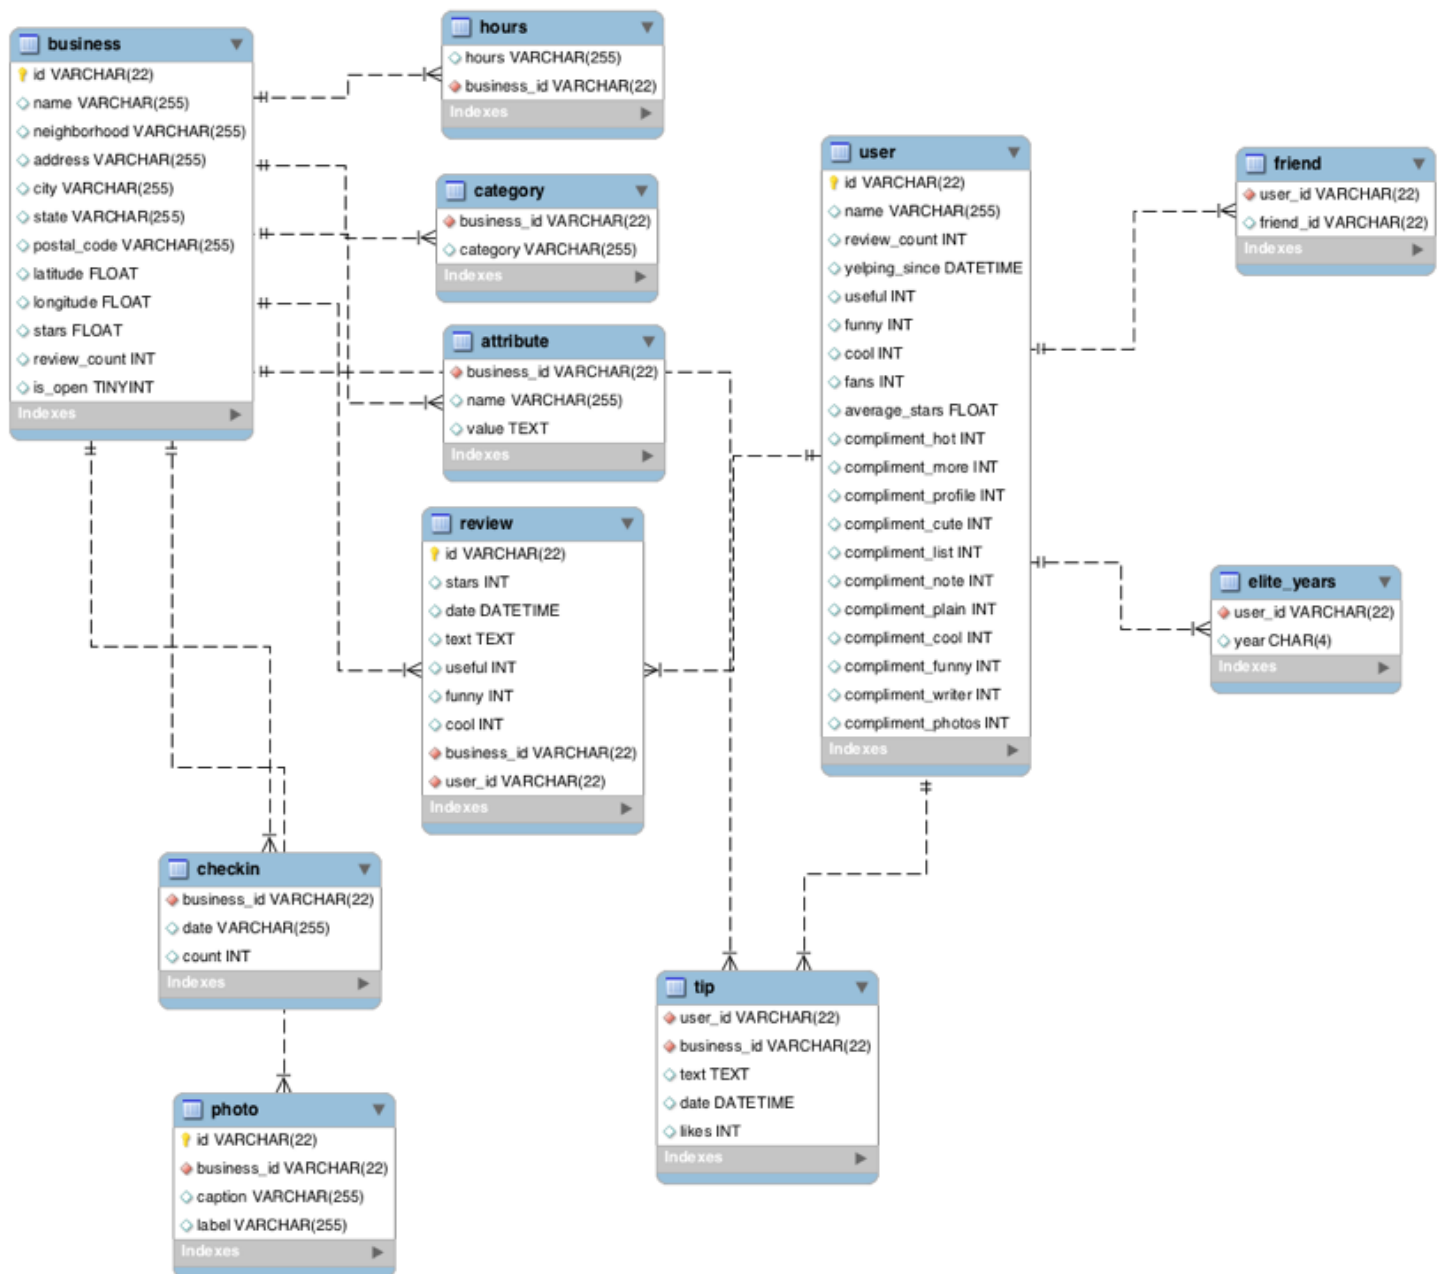 business
id VARCHAR(22)
name VARCHAR(255)
neighborhood VARCHAR(255)
address VARCHAR(255)
city VARCHAR(255)
state VARCHAR(255)
postal_code VARCHAR(255)
latitude FLOAT
longitude FLOAT
stars FLOAT
review_count INT
is_open TINYINT
Indexes
hours
hours VARCHAR(255)
business_id VARCHAR(22)
Indexes
category
business_id VARCHAR(22)
category VARCHAR(255)
Indexes
attribute
business_id VARCHAR(22)
name VARCHAR(255)
value TEXT
Indexes
review
id VARCHAR(22)
stars INT
date DATETIME
text TEXT
useful INT
funny INT
cool INT
business_id VARCHAR(22)
user_id VARCHAR(22)
Indexes
user
id VARCHAR(22)
name VARCHAR(255)
review_count INT
yelping_since DATETIME
useful INT
funny INT
cool INT
fans INT
average_stars FLOAT
compliment_hot INT
compliment_more INT
compliment_profile INT
compliment_cute INT
compliment_list INT
compliment_note INT
compliment_plain INT
compliment_cool INT
compliment_funny INT
compliment_writer INT
compliment_photos INT
Indexes
friend
user_id VARCHAR(22)
friend_id VARCHAR(22)
Indexes
elite_years
user_id VARCHAR(22)
year CHAR(4)
Indexes
checkin
business_id VARCHAR(22)
date VARCHAR(255)
count INT
Indexes
tip
user_id VARCHAR(22)
business_id VARCHAR(22)
text TEXT
date DATETIME
likes INT
Indexes
photo
id VARCHAR(22)
business_id VARCHAR(22)
caption VARCHAR(255)
label VARCHAR(255)
Indexes